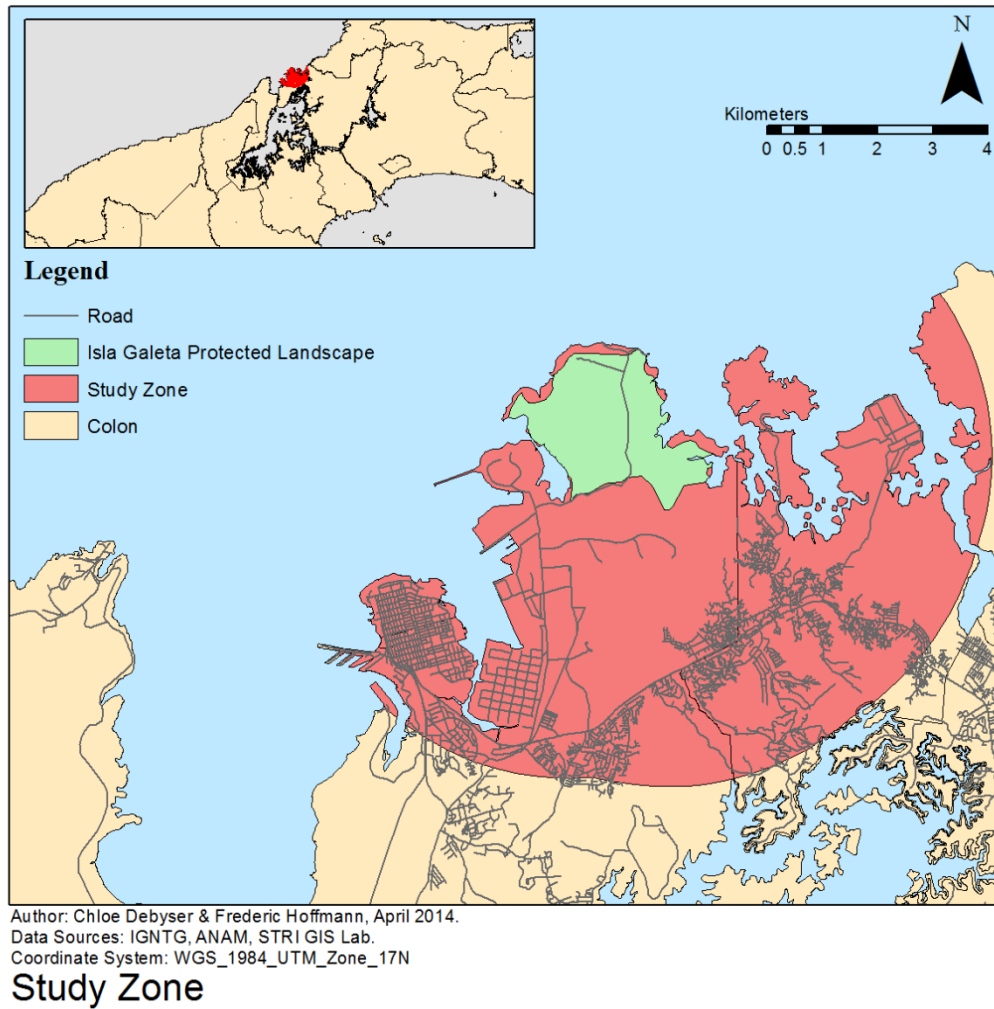 N
Kilometers
0 0.5 1 2 3 4
Legend
Road
Isla Galeta Protected Landscape
Study Zone
Colon
Author: Chloe Debyser & Frederic Hoffmann, April 2014.
Data Sources: IGNTG, ANAM, STRI GIS Lab.
Coordinate System: WGS_1984_UTM_Zone_17N
Study Zone